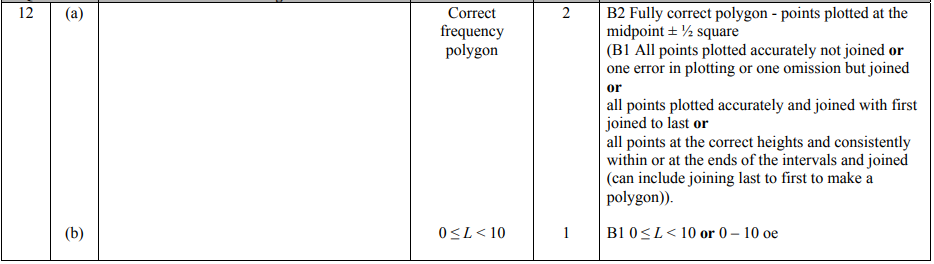 12 (a) Correct 2 B2 Fully correct polygon - points plotted at the
frequency midpoint ± ½ square
polygon (B1 All points plotted accurately not joined or
one error in plotting or one omission but joined
or
all points plotted accurately and joined with first
joined to last or
all points at the correct heights and consistently
within or at the ends of the intervals and joined
(can include joining last to first to make a
polygon)).
(b) 0 ≤ L < 10 1 B1 0 ≤ L < 10 or 0 – 10 oe